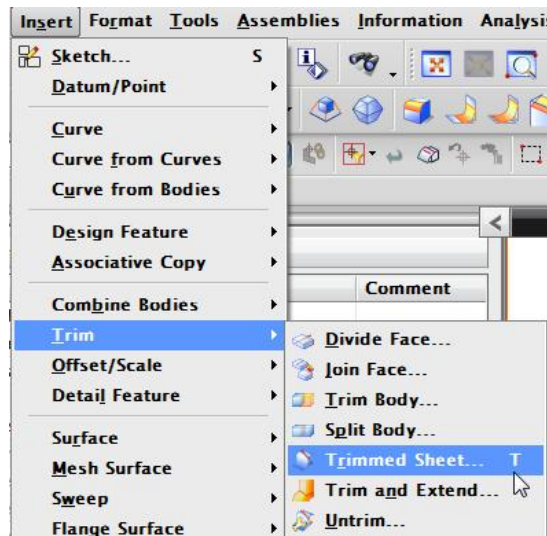 Insert Format Tools Assemblies Information Analysis
Sketch... S
Datum/Point
Curve
Curve from Curves
Curve from Bodies
Design Feature
Associative Copy
Combine Bodies
Comment
Trim
Offset/Scale
Detail Feature
Surface
Mesh Surface
Sweep
Flange Surface
Divide Face...
Join Face...
Trim Body...
Split Body...
Trimmed Sheet... T
Trim and Extend...
Untrim...